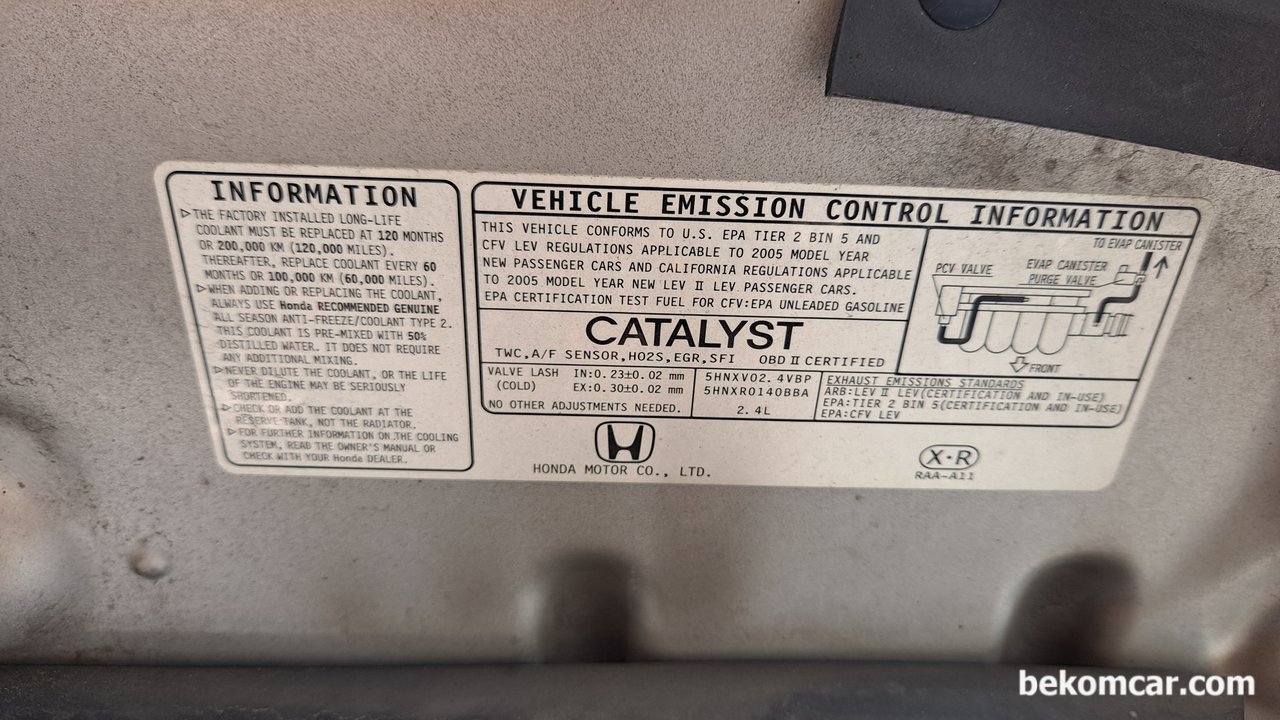 INFORMATION
▷THE FACTORY INSTALLED LONG-LIFE
COOLANT MUST BE REPLACED AT 120 MONTHS
OR 200,000 KM (120,000 MILES).
THEREAFTER, REPLACE COOLANT EVERY 60
MONTHS OR 100,000 KM (60,000 MILES).
▷WHEN ADDING OR REPLACING THE COOLANT,
ALWAYS USE Honda RECOMMENDED GENUINE
ALL SEASON ANTI-FREEZE/COOLANT TYPE 2.
THIS COOLANT IS PRE-MIXED WITH 50%
DISTILLED WATER. IT DOES NOT REQUIRE
ANY ADDITIONAL MIXING.
▷NEVER DILUTE THE COOLANT, OR THE LIFE
OF THE ENGINE MAY BE SERIOUSLY
SHORTENED.
▷CHECK OR ADD THE COOLANT AT THE
RESERVE TANK, NOT THE RADIATOR.
▷FOR FURTHER INFORMATION ON THE COOLING
SYSTEM, READ THE OWNER'S MANUAL OR
CHECK WITH YOUR Honda DEALER.
VEHICLE EMISSION CONTROL INFORMATION
THIS VEHICLE CONFORMS TO U.S. EPA TIER 2 BIN 5 AND
CFV LEV REGULATIONS APPLICABLE TO 2005 MODEL YEAR
NEW PASSENGER CARS AND CALIFORNIA REGULATIONS APPLICABLE
TO 2005 MODEL YEAR NEW LEV II LEV PASSENGER CARS.
EPA CERTIFICATION TEST FUEL FOR CFV:EPA UNLEADED GASOLINE
CATALYST
TWC,A/F SENSOR,HO2S,EGR,SFI OBD II CERTIFIED
TO EVAP CANISTER
PCV VALVE
EVAP CANISTER
PURGE VALVE
FRONT
VALVE LASH IN:0.23±0.02 mm
(COLD) EX:0.30±0.02 mm
NO OTHER ADJUSTMENTS NEEDED.
5HNXV02.4VBP
5HNXR0140BBA
2.4L
EXHAUST EMISSIONS STANDARDS
ARB:LEV II LEV(CERTIFICATION AND IN-USE)
EPA:TIER 2 BIN 5(CERTIFICATION AND IN-USE)
EPA:CFV LEV
HONDA MOTOR CO., LTD.
X·R
RAA-A11
bekomcar.com